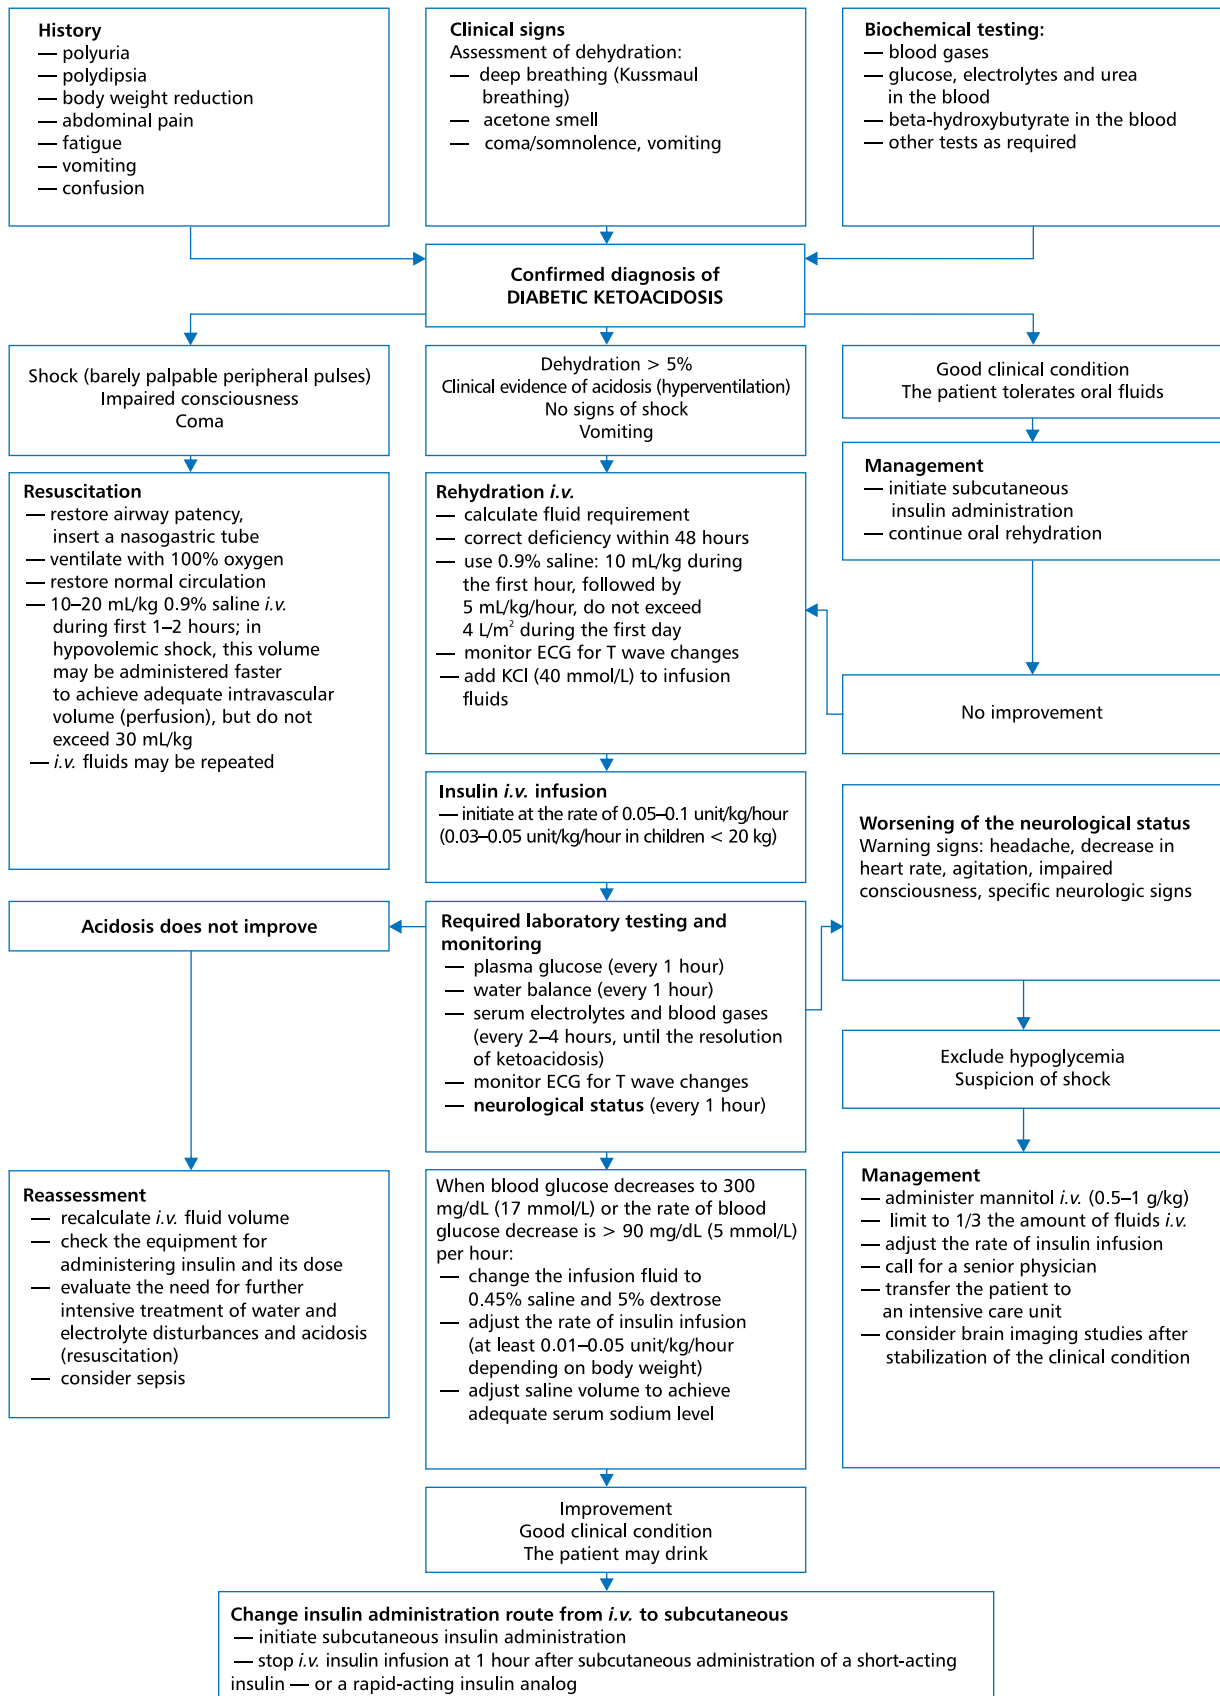 History
— polyuria
— polydipsia
— body weight reduction
— abdominal pain
— fatigue
— vomiting
— confusion
Clinical signs
Assessment of dehydration:
— deep breathing (Kussmaul
breathing)
— acetone smell
— coma/somnolence, vomiting
Biochemical testing:
— blood gases
— glucose, electrolytes and urea
in the blood
— beta-hydroxybutyrate in the blood
— other tests as required
Confirmed diagnosis of
DIABETIC KETOACIDOSIS
Shock (barely palpable peripheral pulses)
Impaired consciousness
Coma
Dehydration > 5%
Clinical evidence of acidosis (hyperventilation)
No signs of shock
Vomiting
Good clinical condition
The patient tolerates oral fluids
Resuscitation
— restore airway patency,
insert a nasogastric tube
— ventilate with 100% oxygen
— restore normal circulation
— 10–20 mL/kg 0.9% saline i.v.
during first 1–2 hours; in
hypovolemic shock, this volume
may be administered faster
to achieve adequate intravascular
volume (perfusion), but do not
exceed 30 mL/kg
— i.v. fluids may be repeated
Rehydration i.v.
— calculate fluid requirement
— correct deficiency within 48 hours
— use 0.9% saline: 10 mL/kg during
the first hour, followed by
5 mL/kg/hour, do not exceed
4 L/m² during the first day
— monitor ECG for T wave changes
— add KCl (40 mmol/L) to infusion
fluids
Management
— initiate subcutaneous
insulin administration
— continue oral rehydration
No improvement
Insulin i.v. infusion
— initiate at the rate of 0.05–0.1 unit/kg/hour
(0.03–0.05 unit/kg/hour in children < 20 kg)
Worsening of the neurological status
Warning signs: headache, decrease in
heart rate, agitation, impaired
consciousness, specific neurologic signs
Acidosis does not improve
Required laboratory testing and
monitoring
— plasma glucose (every 1 hour)
— water balance (every 1 hour)
— serum electrolytes and blood gases
(every 2–4 hours, until the resolution
of ketoacidosis)
— monitor ECG for T wave changes
— neurological status (every 1 hour)
Exclude hypoglycemia
Suspicion of shock
Reassessment
— recalculate i.v. fluid volume
— check the equipment for
administering insulin and its dose
— evaluate the need for further
intensive treatment of water and
electrolyte disturbances and acidosis
(resuscitation)
— consider sepsis
When blood glucose decreases to 300
mg/dL (17 mmol/L) or the rate of blood
glucose decrease is > 90 mg/dL (5 mmol/L)
per hour:
— change the infusion fluid to
0.45% saline and 5% dextrose
— adjust the rate of insulin infusion
(at least 0.01–0.05 unit/kg/hour
depending on body weight)
— adjust saline volume to achieve
adequate serum sodium level
Management
— administer mannitol i.v. (0.5–1 g/kg)
— limit to 1/3 the amount of fluids i.v.
— adjust the rate of insulin infusion
— call for a senior physician
— transfer the patient to
an intensive care unit
— consider brain imaging studies after
stabilization of the clinical condition
Improvement
Good clinical condition
The patient may drink
Change insulin administration route from i.v. to subcutaneous
— initiate subcutaneous insulin administration
— stop i.v. insulin infusion at 1 hour after subcutaneous administration of a short-acting
insulin — or a rapid-acting insulin analog